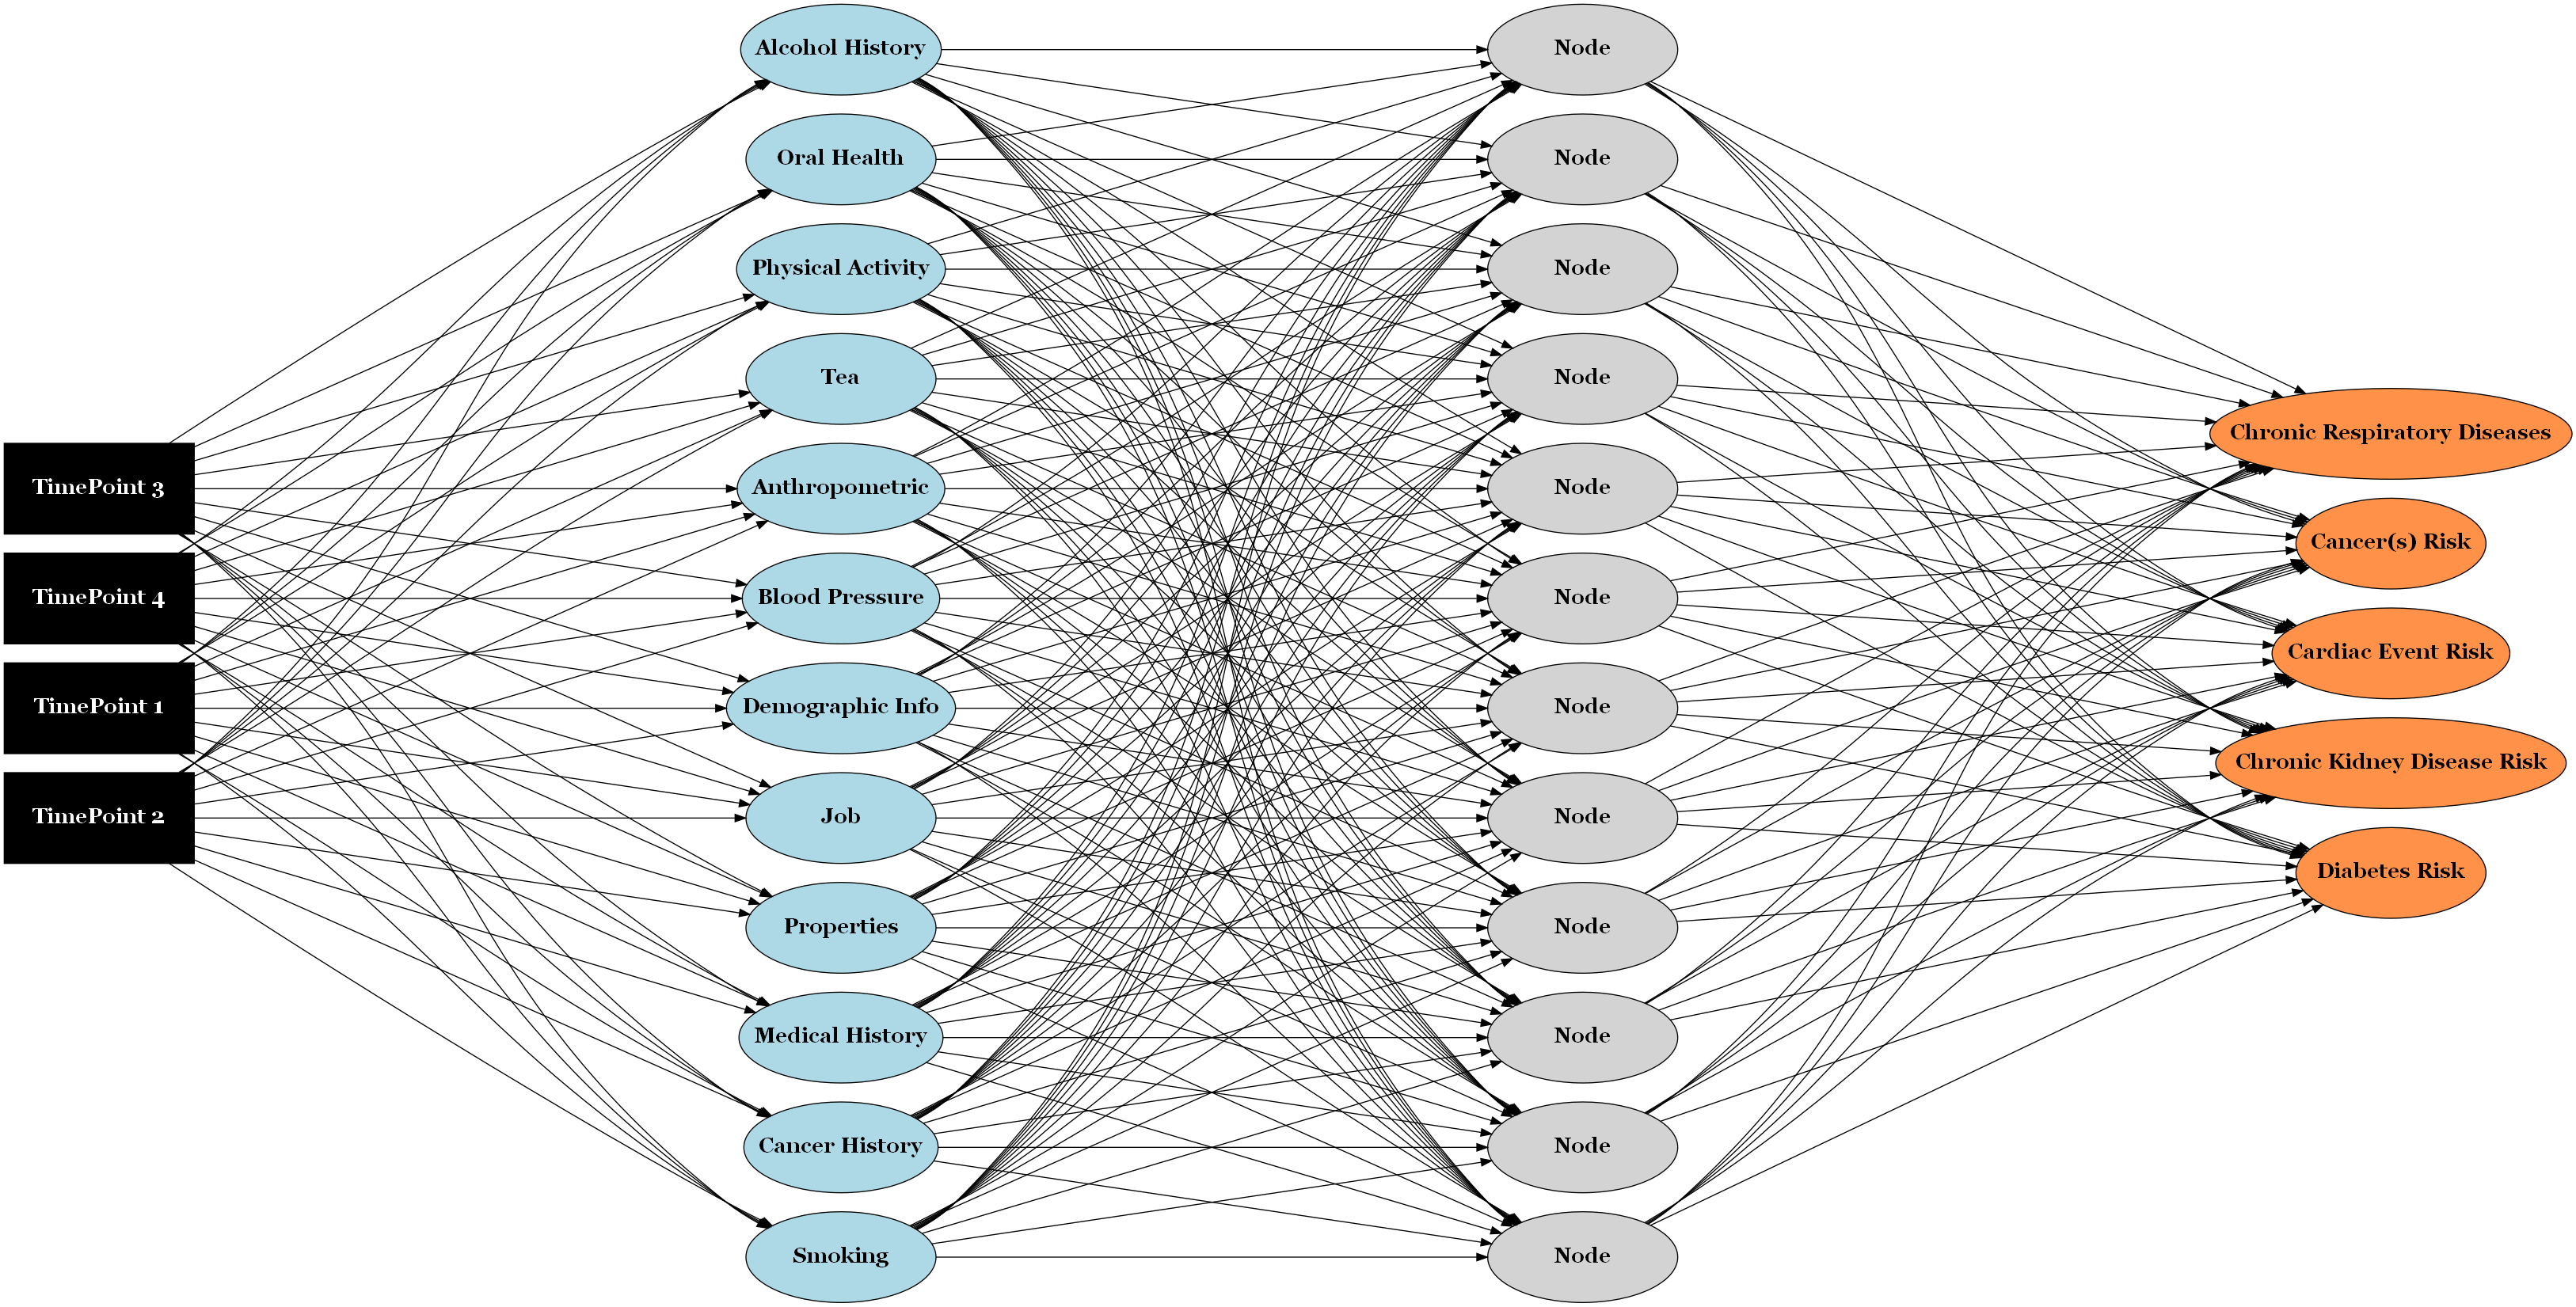 TimePoint 3
TimePoint 4
TimePoint 1
TimePoint 2
Alcohol History
Oral Health
Physical Activity
Tea
Anthropometric
Blood Pressure
Demographic Info
Job
Properties
Medical History
Cancer History
Smoking
Node
Node
Node
Node
Node
Node
Node
Node
Node
Node
Node
Node
Chronic Respiratory Diseases
Cancer(s) Risk
Cardiac Event Risk
Chronic Kidney Disease Risk
Diabetes Risk